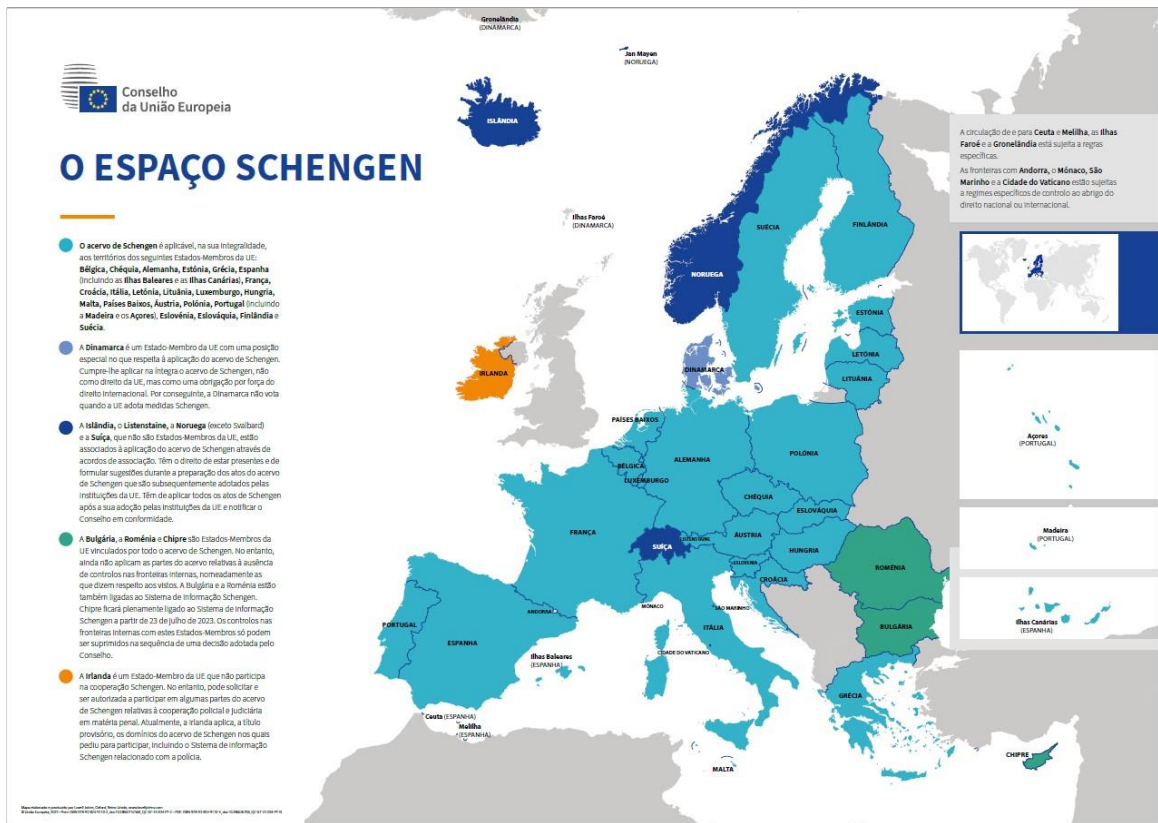 Conselho
da União Europeia
O ESPAÇO SCHENGEN
O acervo de Schengen é aplicável, na sua integralidade,
aos territórios dos seguintes Estados-Membros da UE:
Bélgica, Chéquia, Alemanha, Estónia, Grécia, Espanha
(incluindo as Ilhas Baleares e as Ilhas Canárias), França,
Croácia, Itália, Letónia, Lituânia, Luxemburgo, Hungria,
Malta, Países Baixos, Áustria, Polónia, Portugal (incluindo
a Madeira e os Açores), Eslovénia, Eslováquia, Finlândia e
Suécia.
A Dinamarca é um Estado-Membro da UE com uma posição
especial no que respeita à aplicação do acervo de Schengen.
Cumpre-lhe aplicar na íntegra o acervo de Schengen, não
como direito da UE, mas como uma obrigação por força do
direito internacional. Por conseguinte, a Dinamarca não vota
quando a UE adota medidas Schengen.
A Islândia, o Listenstaine, a Noruega (exceto Svalbard)
e a Suíça, que não são Estados-Membros da UE, estão
associados à aplicação do acervo de Schengen através de
acordos de associação. Têm o direito de estar presentes e de
formular sugestões durante a preparação dos atos do acervo
de Schengen que são subsequentemente adotados pelas
instituições da UE. Têm de aplicar todos os atos de Schengen
após a sua adoção pelas instituições da UE e notificar o
Conselho em conformidade.
A Bulgária, a Roménia e Chipre são Estados-Membros da
UE vinculados por todo o acervo de Schengen. No entanto,
ainda não aplicam as partes do acervo relativas à ausência
de controlos nas fronteiras internas, nomeadamente as
que dizem respeito aos vistos. A Bulgária e a Roménia estão
também ligadas ao Sistema de Informação Schengen.
Chipre ficará plenamente ligado ao Sistema de Informação
Schengen a partir de 23 de julho de 2023. Os controlos nas
fronteiras internas com estes Estados-Membros só podem
ser suprimidos na sequência de uma decisão adotada pelo
Conselho.
A Irlanda é um Estado-Membro da UE que não participa
na cooperação Schengen. No entanto, pode solicitar e
ser autorizada a participar em algumas partes do acervo
de Schengen relativas à cooperação policial e judiciária
em matéria penal. Atualmente, a Irlanda aplica, a título
provisório, os domínios do acervo de Schengen nos quais
pediu para participar, incluindo o Sistema de Informação
Schengen relacionado com a polícia.
Gronelândia
(DINAMARCA)
Jan Mayen
(NORUEGA)
ISLÂNDIA
Ilhas Faroé
(DINAMARCA)
SUÉCIA
FINLÂNDIA
NORUEGA
ESTÓNIA
LETÓNIA
LITUÂNIA
DINAMARCA
IRLANDA
PAÍSES BAIXOS
BÉLGICA
LUXEMBURGO
ALEMANHA
POLÓNIA
CHÉQUIA
ESLOVÁQUIA
FRANÇA
SUÍÇA
LISTENSTAINE
ÁUSTRIA
HUNGRIA
ESLOVÉNIA
CROÁCIA
ROMÉNIA
BULGÁRIA
MÓNACO
SÃO MARINHO
ITÁLIA
CIDADE DO VATICANO
ANDORRA
PORTUGAL
ESPANHA
Ilhas Baleares
(ESPANHA)
Ceuta (ESPANHA)
Melilha
(ESPANHA)
GRÉCIA
MALTA
CHIPRE
A circulação de e para Ceuta e Melilha, as Ilhas
Faroé e a Gronelândia está sujeita a regras
específicas.
As fronteiras com Andorra, o Mónaco, São
Marinho e a Cidade do Vaticano estão sujeitas
a regimes específicos de controlo ao abrigo do
direito nacional ou internacional.
Açores
(PORTUGAL)
Madeira
(PORTUGAL)
Ilhas Canárias
(ESPANHA)